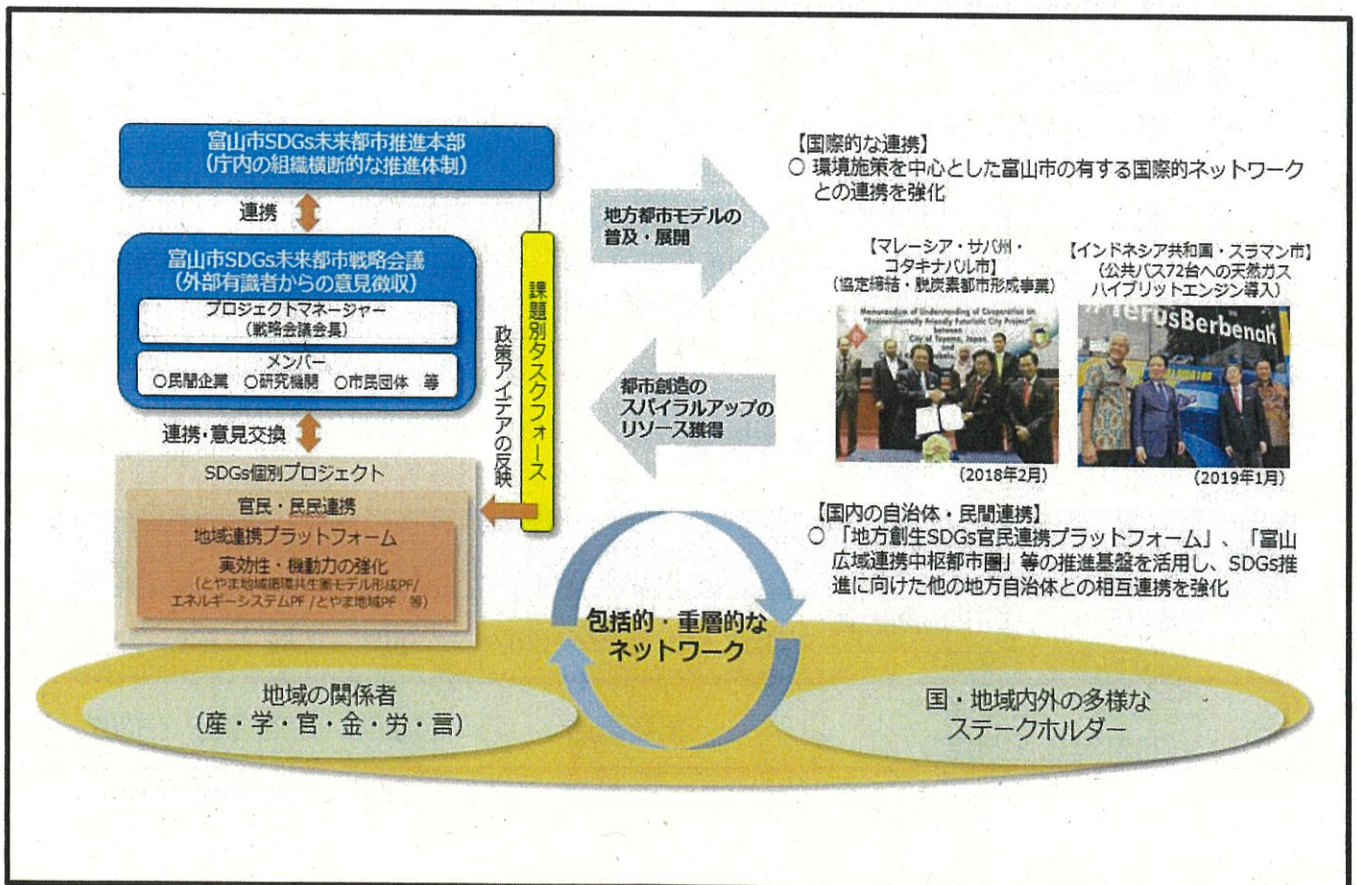 富山市SDGs未来都市推進本部
(庁内の組織横断的な推進体制)
連携
富山市SDGs未来都市戦略会議
(外部有識者からの意見徴収)
プロジェクトマネージャー
(戦略会議会長)
メンバー
○民間企業 ○研究機関 ○市民団体 等
連携・意見交換
課題別タスクフォース
政策アイデアの反映
SDGs個別プロジェクト
官民・民民連携
地域連携プラットフォーム
実効性・機動力の強化
(とやま地域循環共生圏モデル形成PF/
エネルギーシステムPF/とやま地域PF 等)
地方都市モデルの
普及・展開
都市創造の
スパイラルアップの
リソース獲得
【国際的な連携】
○ 環境施策を中心とした富山市の有する国際的ネットワーク
との連携を強化
【マレーシア・サバ州・
コタキナバル市】
(協定締結・脱炭素都市形成事業)
Memorandum of Understanding of Cooperation on
"Environmentally Friendly Futuristic City Project"
between
City of Toyama, Japan
and
(2018年2月)
【インドネシア共和国・スラマン市】
(公共バス72台への天然ガス
ハイブリットエンジン導入)
#TerusBerbenah
(2019年1月)
【国内の自治体・民間連携】
○ 「地方創生SDGs官民連携プラットフォーム」、「富山
広域連携中枢都市圏」等の推進基盤を活用し、SDGs推
進に向けた他の地方自治体との相互連携を強化
包括的・重層的な
ネットワーク
地域の関係者
(産・学・官・金・労・言)
国・地域内外の多様な
ステークホルダー